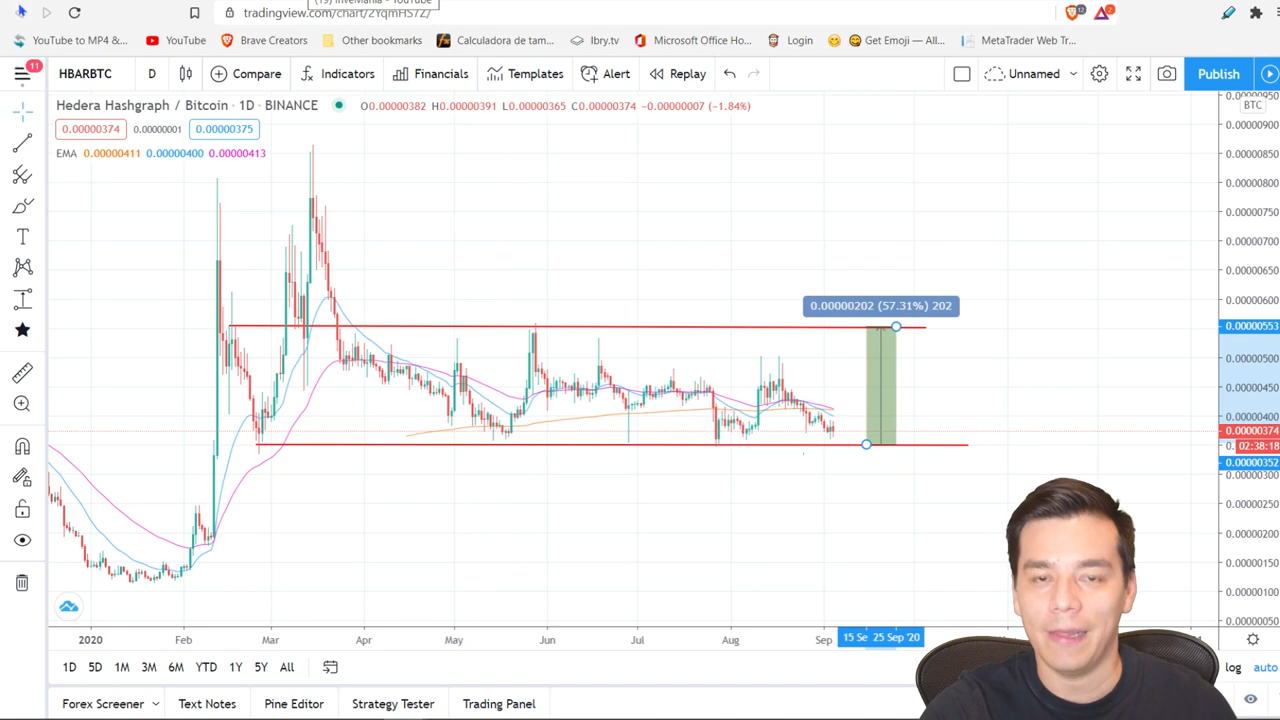 (19) InveMania - YouTube
tradingview.com/chart/2YqmHS7Z/
12
2
YouTube to MP4 &...
YouTube
Brave Creators
Other bookmarks
Calculadora de tam...
lbry.tv
Microsoft Office Ho...
Login
Get Emoji — All...
MetaTrader Web Tr...
11
HBARBTC
D
Compare
Indicators
Financials
Templates
Alert
Replay
Unnamed
Publish
Hedera Hashgraph / Bitcoin · 1D · BINANCE
O0.00000382 H0.00000391 L0.00000365 C0.00000374 −0.00000007 (−1.84%)
0.00000374 0.00000001 0.00000375
EMA 0.00000411 0.00000400 0.00000413
0.00000202 (57.31%) 202
0.00000950
BTC
0.00000900
0.00000850
0.00000800
0.00000750
0.00000700
0.00000650
0.00000600
0.00000553
0.00000500
0.00000450
0.00000400
0.00000374
02:38:18
0.00000352
0.00000300
0.00000250
0.00000200
0.00000150
0.00000100
0.00000050
2020
Feb
Mar
Apr
May
Jun
Jul
Aug
Sep
15 Se
25 Sep '20
1D
5D
1M
3M
6M
YTD
1Y
5Y
All
log
auto
Forex Screener
Text Notes
Pine Editor
Strategy Tester
Trading Panel